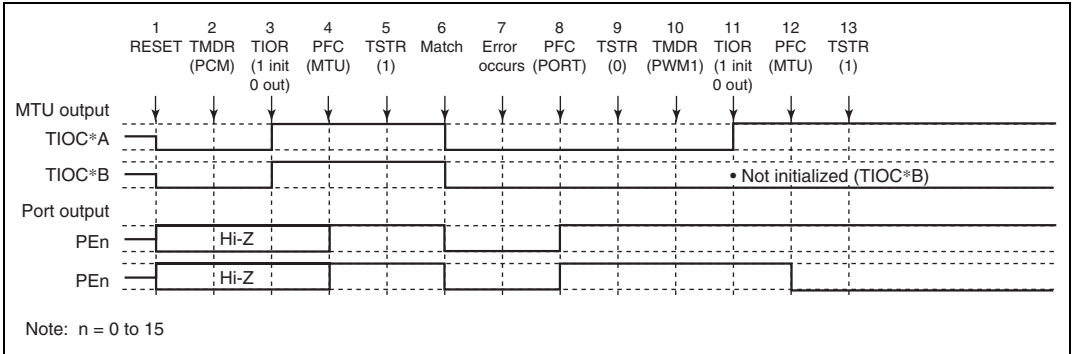 1 2 3 4 5 6 7 8 9 10 11 12 13
RESET TMDR TIOR PFC TSTR Match Error PFC TSTR TMDR TIOR PFC TSTR
(PCM) (1 init (MTU) (1) occurs (PORT) (0) (PWM1) (1 init (MTU) (1)
0 out) 0 out)
MTU output
TIOC*A
TIOC*B
• Not initialized (TIOC*B)
Port output
PEn Hi-Z
PEn Hi-Z
Note: n = 0 to 15